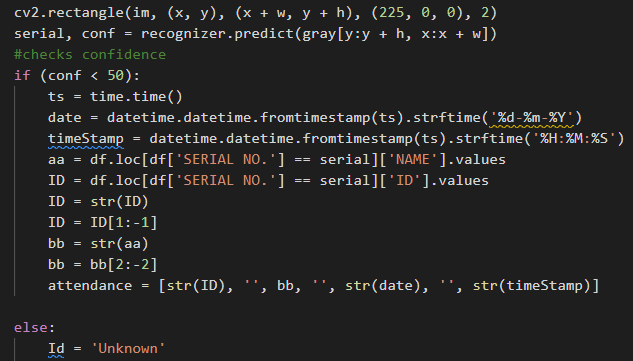 cv2.rectangle(im, (x, y), (x + w, y + h), (225, 0, 0), 2)
serial, conf = recognizer.predict(gray[y:y + h, x:x + w])
#checks confidence
if (conf < 50):
    ts = time.time()
    date = datetime.datetime.fromtimestamp(ts).strftime('%d-%m-%Y')
    timeStamp = datetime.datetime.fromtimestamp(ts).strftime('%H:%M:%S')
    aa = df.loc[df['SERIAL NO.'] == serial]['NAME'].values
    ID = df.loc[df['SERIAL NO.'] == serial]['ID'].values
    ID = str(ID)
    ID = ID[1:-1]
    bb = str(aa)
    bb = bb[2:-2]
    attendance = [str(ID), '', bb, '', str(date), '', str(timeStamp)]
else:
    Id = 'Unknown'